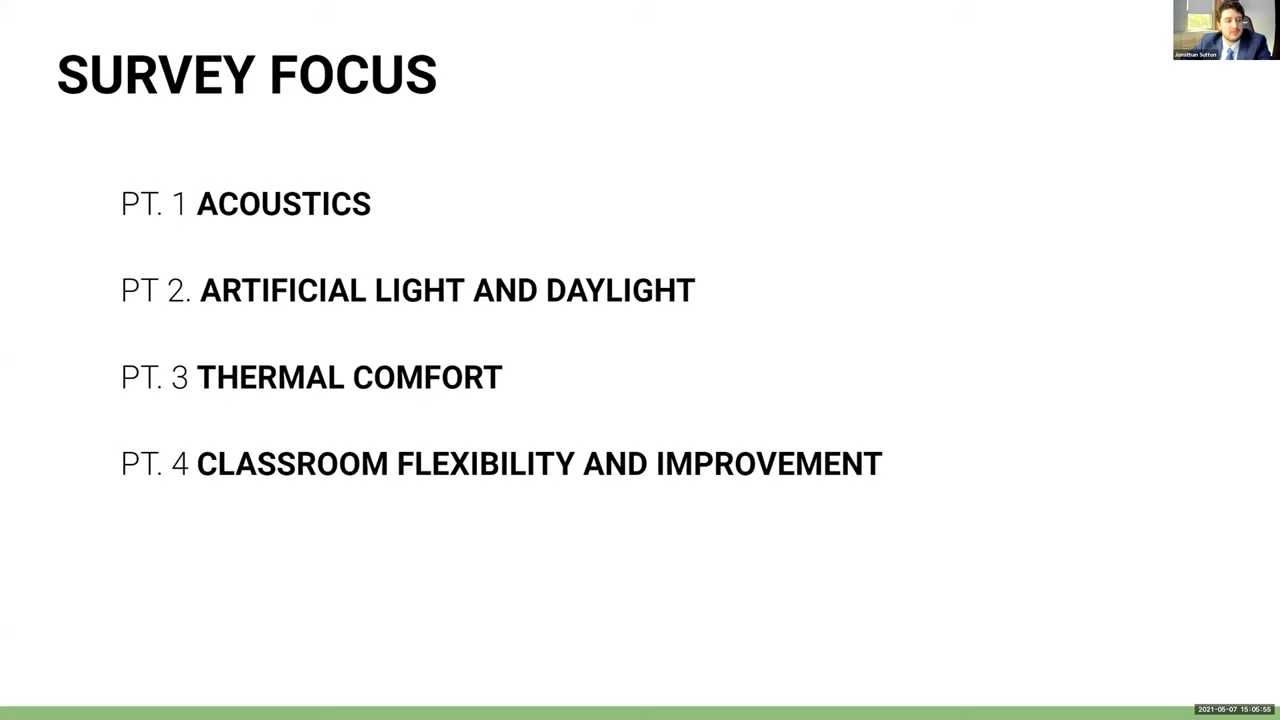 SURVEY FOCUS
Jonathan Sutton
PT. 1 ACOUSTICS
PT 2. ARTIFICIAL LIGHT AND DAYLIGHT
PT. 3 THERMAL COMFORT
PT. 4 CLASSROOM FLEXIBILITY AND IMPROVEMENT
2021-05-07 15:05:55